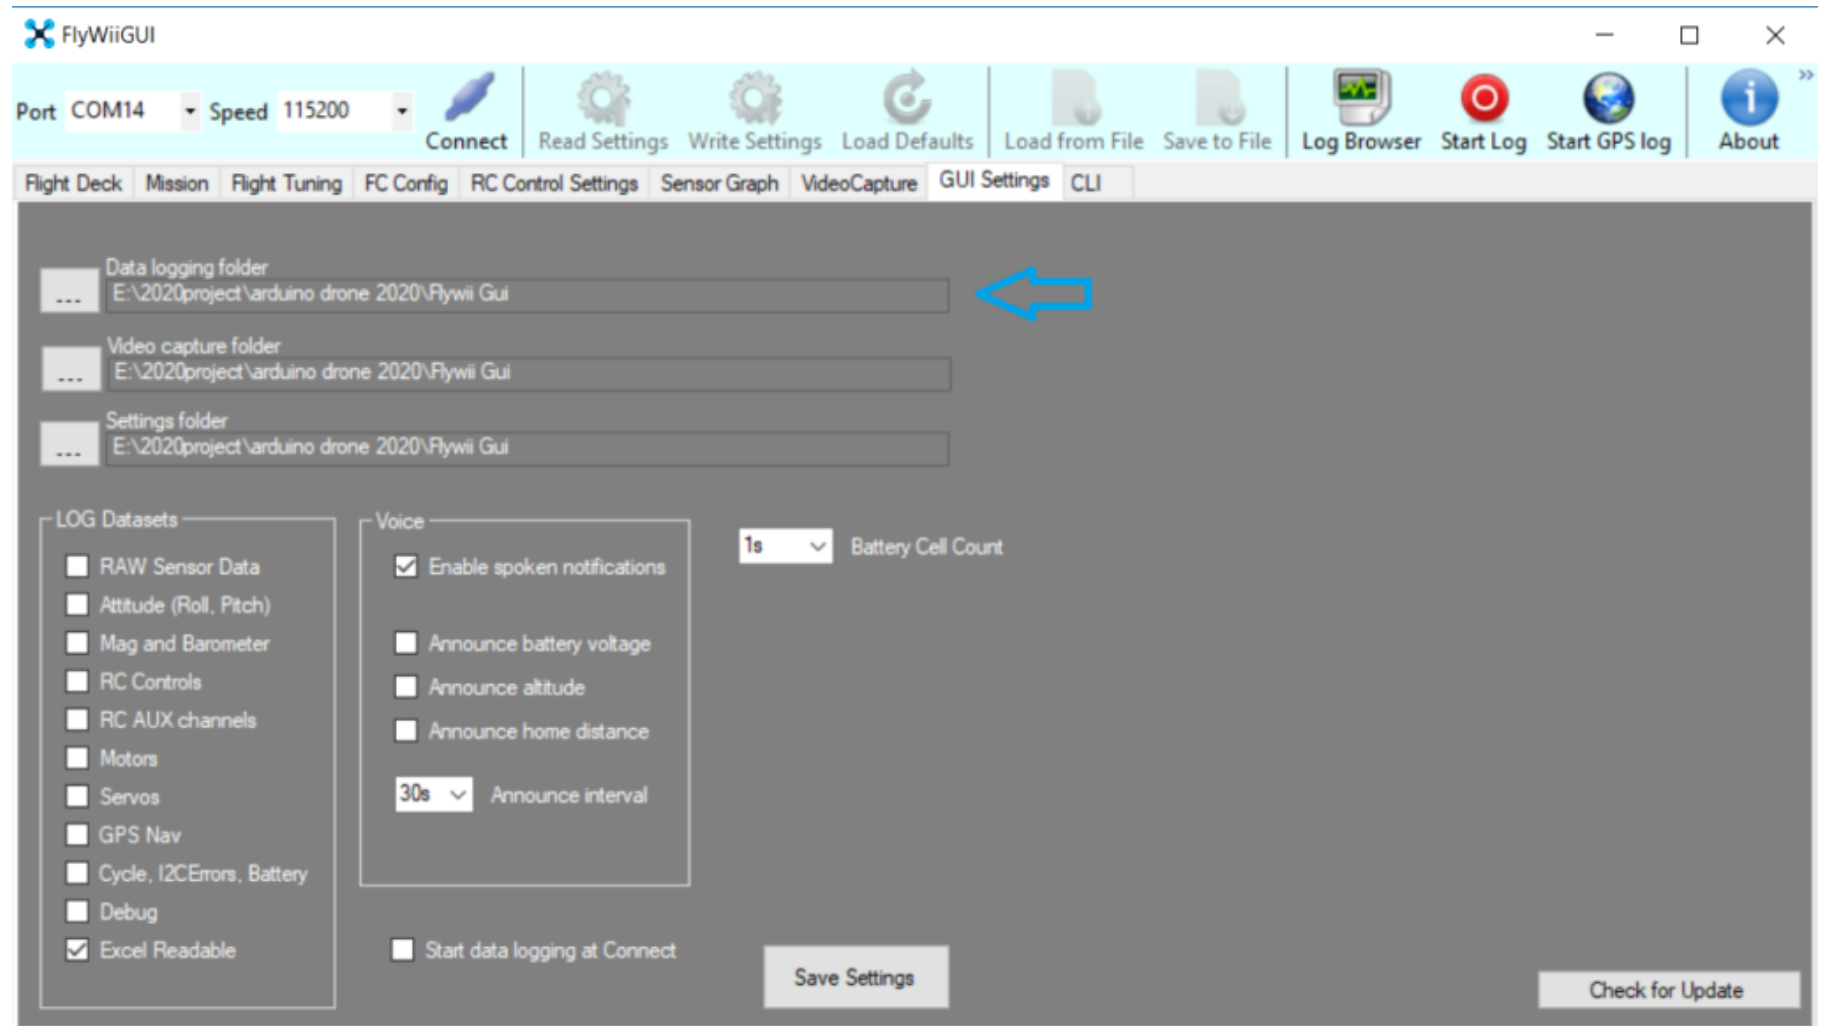 FlyWiiGUI
Port COM14 Speed 115200 Connect Read Settings Write Settings Load Defaults Load from File Save to File Log Browser Start Log Start GPS log About
Flight Deck Mission Flight Tuning FC Config RC Control Settings Sensor Graph VideoCapture GUI Settings CLI
Data logging folder
... E:\2020project\arduino drone 2020\Flywii Gui
Video capture folder
... E:\2020project\arduino drone 2020\Flywii Gui
Settings folder
... E:\2020project\arduino drone 2020\Flywii Gui
LOG Datasets
RAW Sensor Data
Attitude (Roll, Pitch)
Mag and Barometer
RC Controls
RC AUX channels
Motors
Servos
GPS Nav
Cycle, I2CErrors, Battery
Debug
Excel Readable
Voice
Enable spoken notifications
Announce battery voltage
Announce altitude
Announce home distance
30s Announce interval
Start data logging at Connect
1s Battery Cell Count
Save Settings
Check for Update